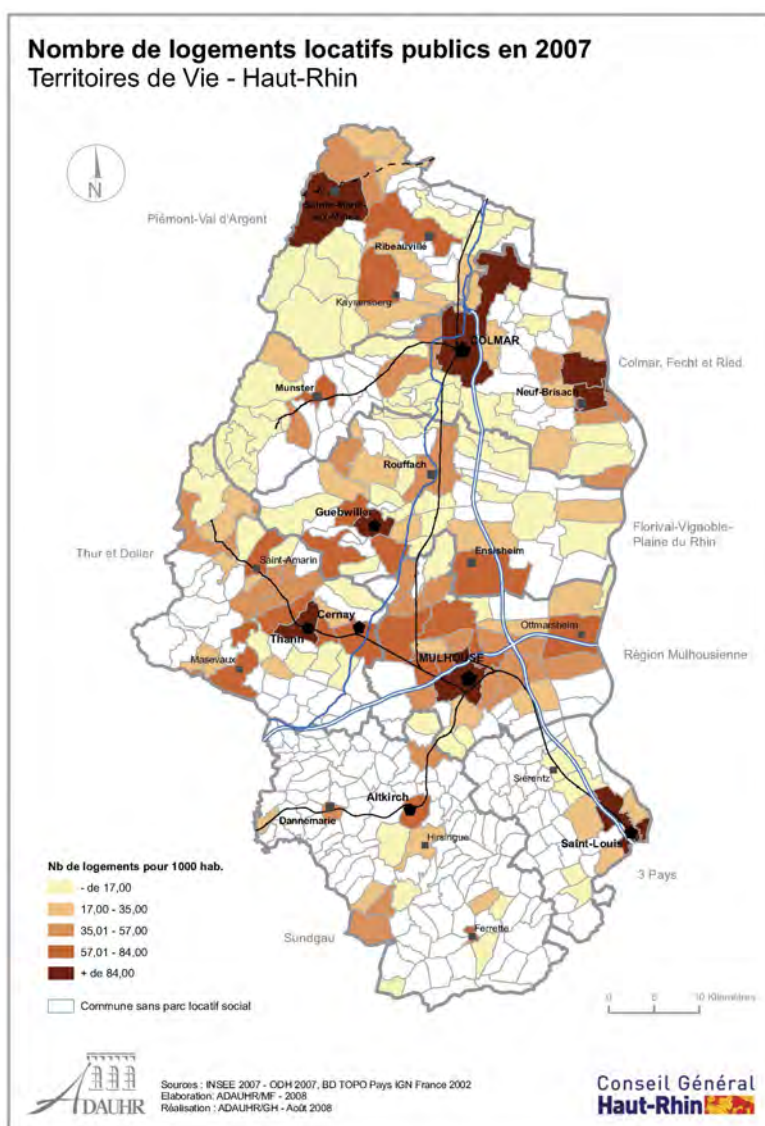 Nombre de logements locatifs publics en 2007
Territoires de Vie - Haut-Rhin
N
Piémont-Val d'Argent
Sainte-Marie-aux-Mines
Ribeauvillé
Kaysersberg
COLMAR
Colmar, Fecht et Ried
Munster
Neuf-Brisach
Rouffach
Guebwiller
Florival-Vignoble-
Plaine du Rhin
Thur et Doller
Saint-Amarin
Ensisheim
Cernay
Ottmarsheim
Thann
Région Mulhousienne
Masevaux
MULHOUSE
Sierentz
Altkirch
Dannemarie
Hirsingue
Saint-Louis
3 Pays
Sundgau
Ferrette
Nb de logements pour 1000 hab.
- de 17,00
17,00 - 35,00
35,01 - 57,00
57,01 - 84,00
+ de 84,00
Commune sans parc locatif social
0 5 10 Kilomètres
ADAUHR
Sources : INSEE 2007 - ODH 2007, BD TOPO Pays IGN France 2002
Elaboration: ADAUHR/MF - 2008
Réalisation : ADAUHR/GH - Août 2008
Conseil Général
Haut-Rhin